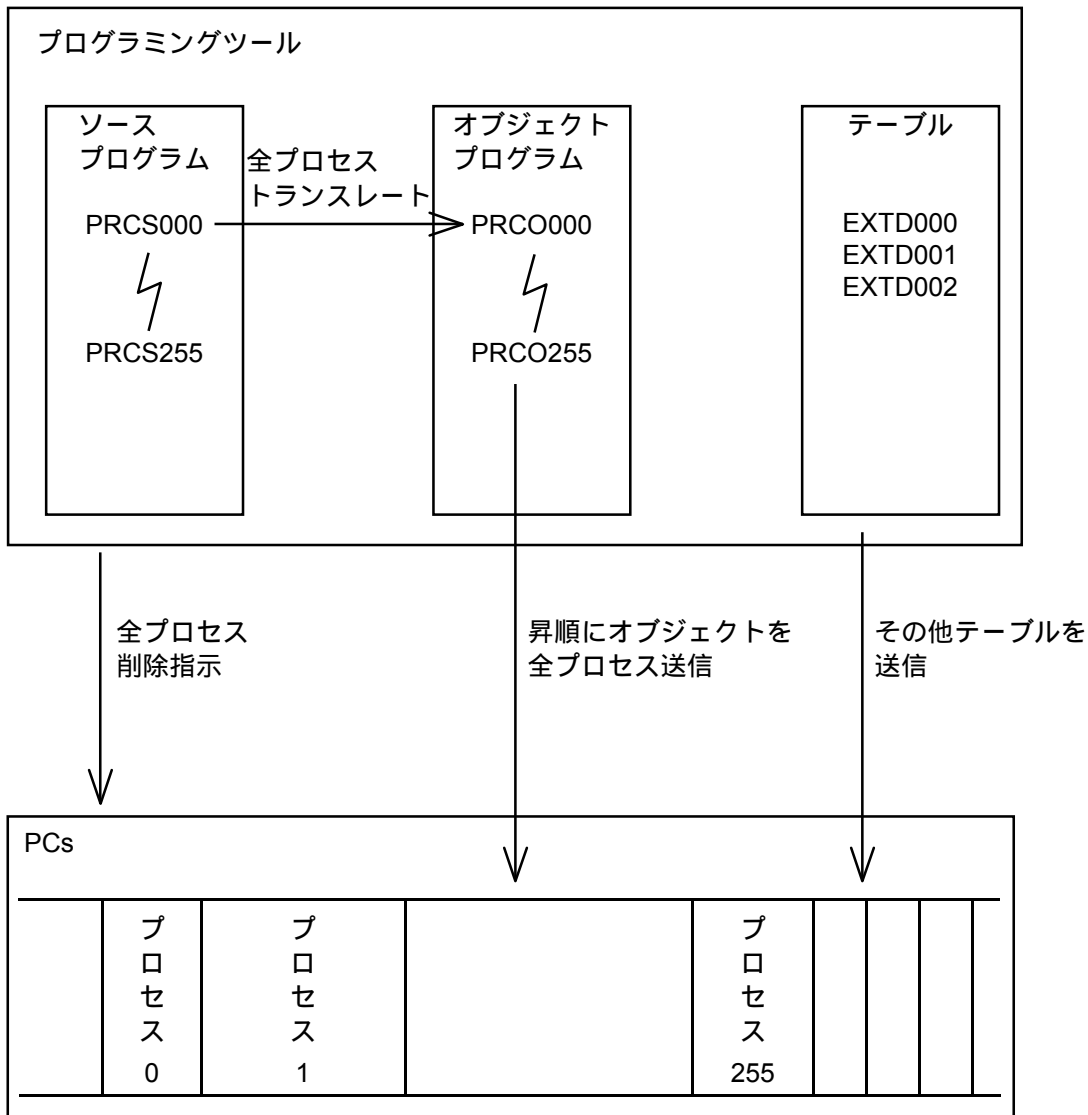 プログラミングツール
ソース
プログラム
全プロセス
トランスレート
オブジェクト
プログラム
テーブル
PRCS000
PRCS255
PRCO000
PRCO255
EXTD000
EXTD001
EXTD002
全プロセス
削除指示
昇順にオブジェクトを
全プロセス送信
その他テーブルを
送信
PCs
プロセス
0
プロセス
1
プロセス
255